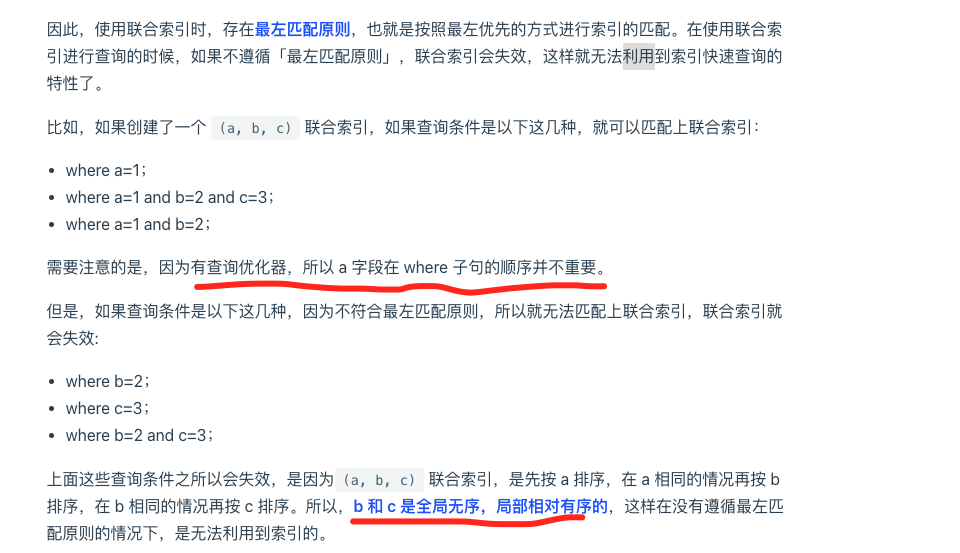 因此，使用联合索引时，存在最左匹配原则，也就是按照最左优先的方式进行索引的匹配。在使用联合索
引进行查询的时候，如果不遵循「最左匹配原则」，联合索引会失效，这样就无法利用到索引快速查询的
特性了。
比如，如果创建了一个 (a, b, c) 联合索引，如果查询条件是以下这几种，就可以匹配上联合索引：
• where a=1；
• where a=1 and b=2 and c=3；
• where a=1 and b=2；
需要注意的是，因为有查询优化器，所以 a 字段在 where 子句的顺序并不重要。
但是，如果查询条件是以下这几种，因为不符合最左匹配原则，所以就无法匹配上联合索引，联合索引就
会失效:
• where b=2；
• where c=3；
• where b=2 and c=3；
上面这些查询条件之所以会失效，是因为 (a, b, c) 联合索引，是先按 a 排序，在 a 相同的情况再按 b
排序，在 b 相同的情况再按 c 排序。所以，b 和 c 是全局无序，局部相对有序的，这样在没有遵循最左匹
配原则的情况下，是无法利用到索引的。